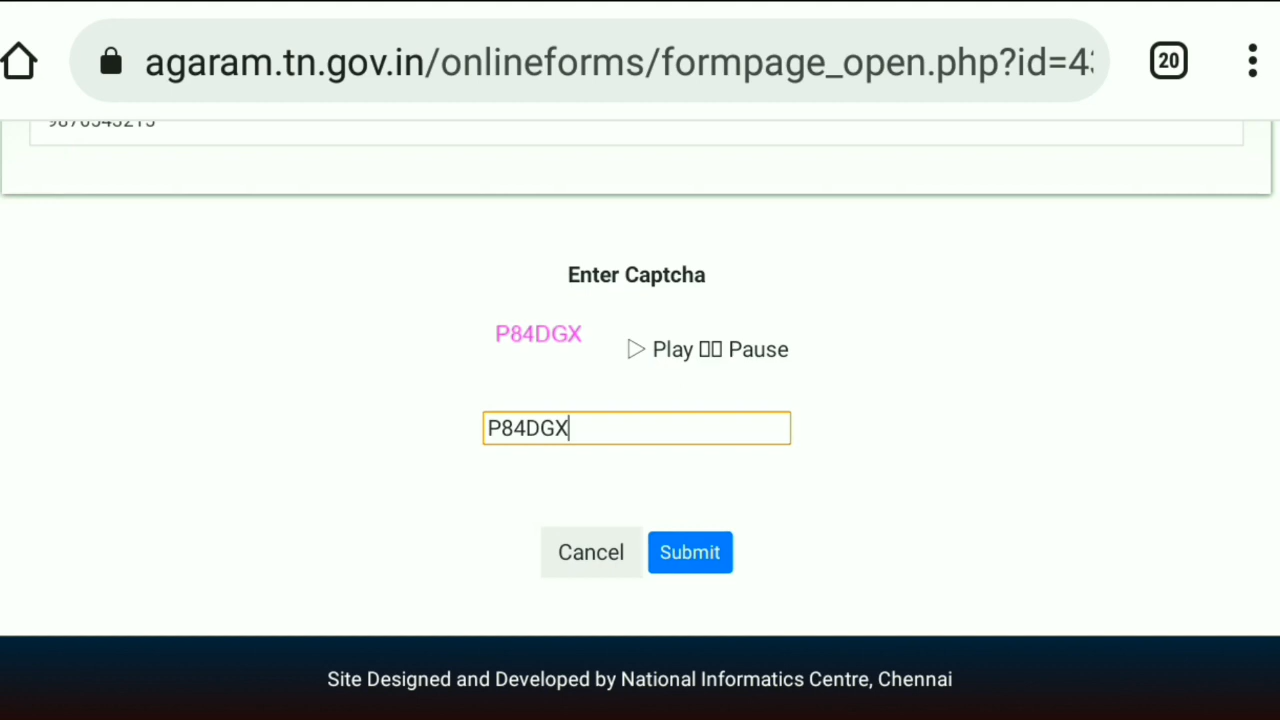 agaram.tn.gov.in/onlineforms/formpage_open.php?id=4
20
Enter Captcha
P84DGX
Play Pause
P84DGX
Cancel Submit
Site Designed and Developed by National Informatics Centre, Chennai